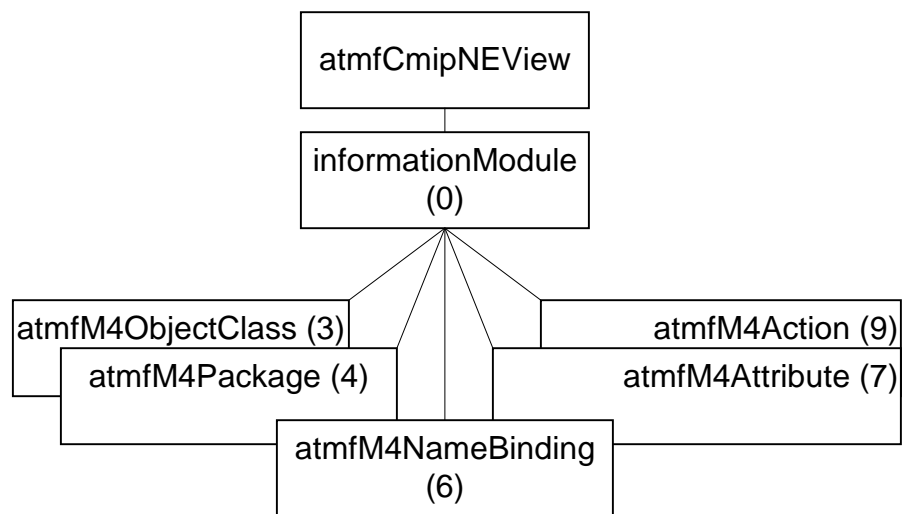 atmfCmipNEView
informationModule
(0)
atmfM4ObjectClass (3)
atmfM4Action (9)
atmfM4Package (4)
atmfM4Attribute (7)
atmfM4NameBinding
(6)